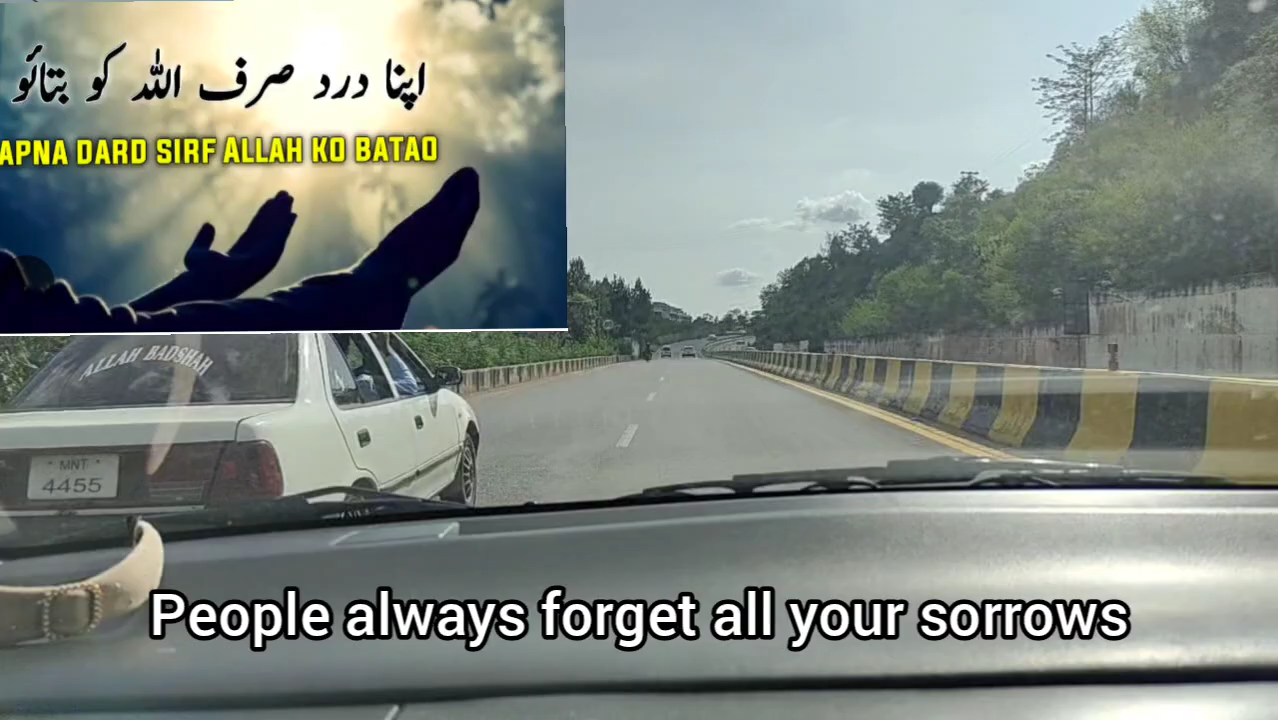 اپنا درد صرف اللہ کو بتائو
APNA DARD SIRF ALLAH KO BATAO
ALLAH BADSHAH
MNT
4455
People always forget all your sorrows